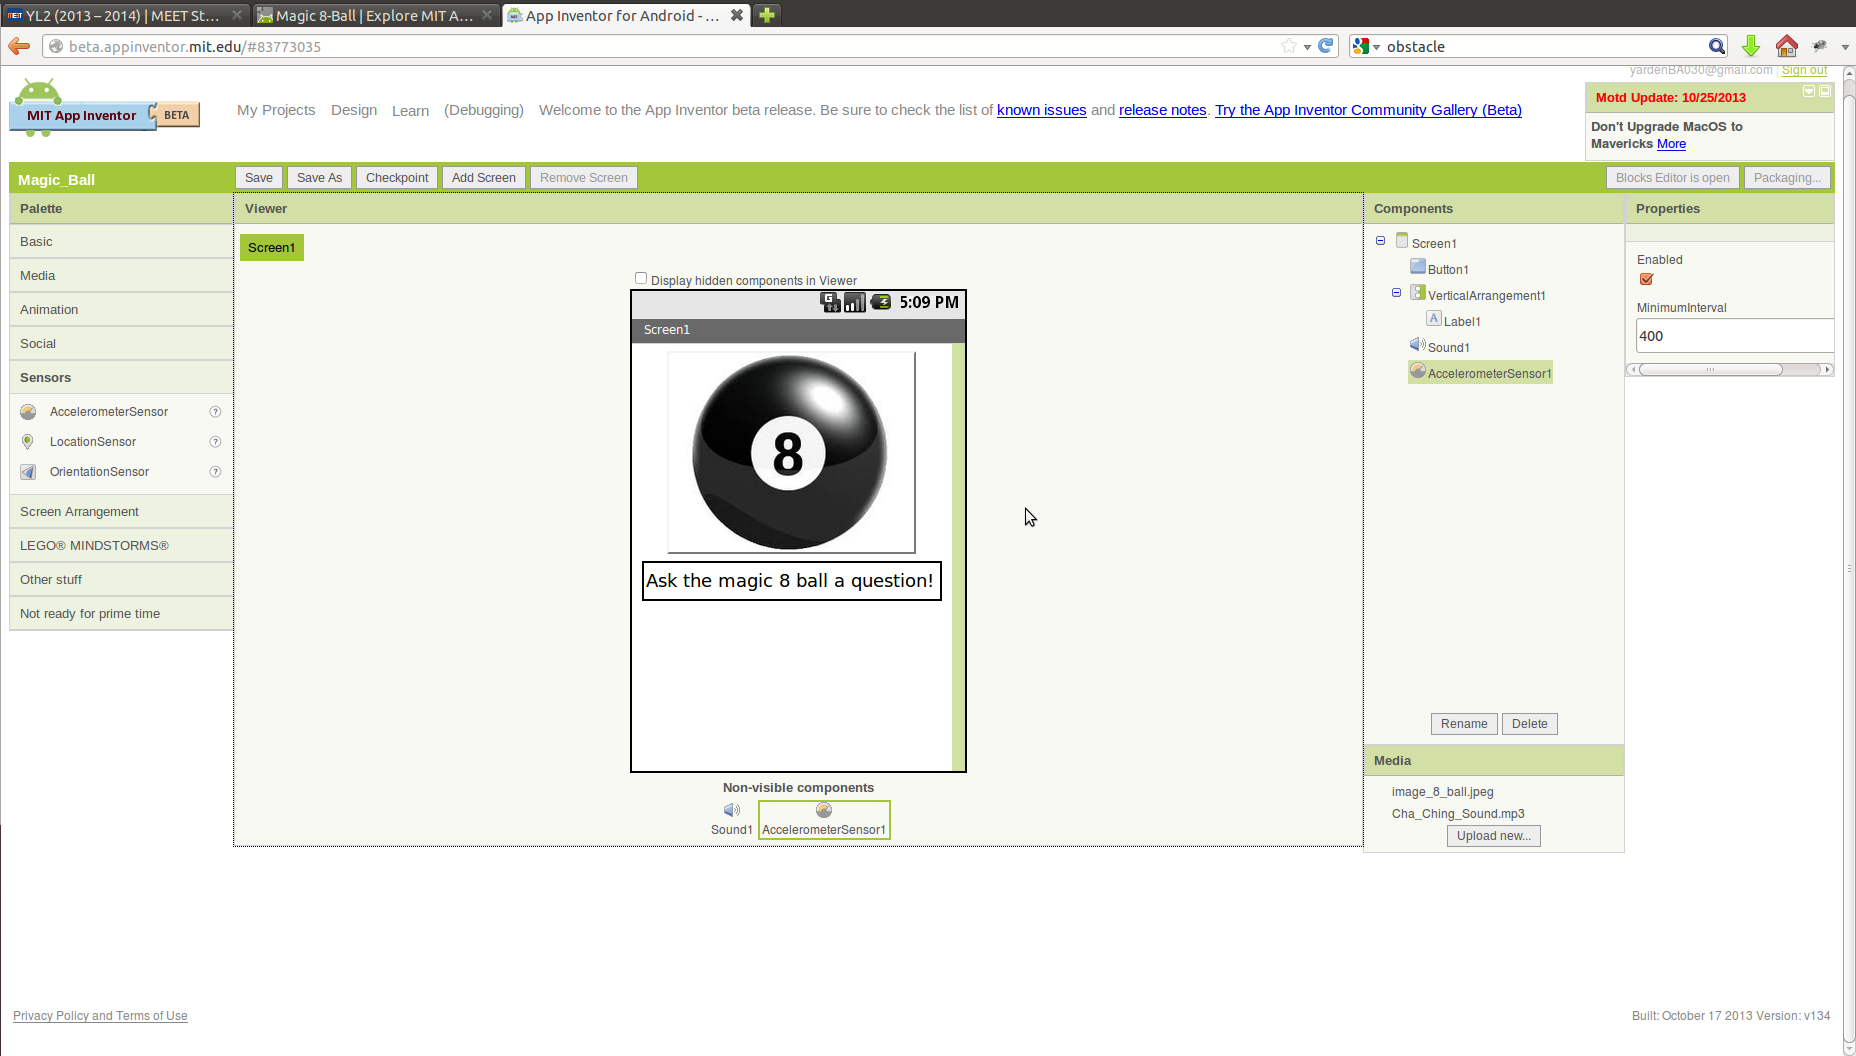 YL2 (2013 – 2014) | MEET St...
Magic 8-Ball | Explore MIT A...
App Inventor for Android - ...
beta.appinventor.mit.edu/#83773035
obstacle
yardenBA030@gmail.com | Sign out
MIT App Inventor
BETA
My Projects
Design
Learn
(Debugging)
Welcome to the App Inventor beta release. Be sure to check the list of known issues and release notes. Try the App Inventor Community Gallery (Beta)
Motd Update: 10/25/2013
Don't Upgrade MacOS to
Mavericks More
Magic_Ball
Save
Save As
Checkpoint
Add Screen
Remove Screen
Blocks Editor is open
Packaging...
Palette
Basic
Media
Animation
Social
Sensors
AccelerometerSensor ?
LocationSensor ?
OrientationSensor ?
Screen Arrangement
LEGO® MINDSTORMS®
Other stuff
Not ready for prime time
Viewer
Screen1
Display hidden components in Viewer
G
5:09 PM
Screen1
8
Ask the magic 8 ball a question!
Non-visible components
Sound1
AccelerometerSensor1
Components
Screen1
Button1
VerticalArrangement1
A Label1
Sound1
AccelerometerSensor1
Rename
Delete
Media
image_8_ball.jpeg
Cha_Ching_Sound.mp3
Upload new...
Properties
Enabled
MinimumInterval
400
Privacy Policy and Terms of Use
Built: October 17 2013 Version: v134